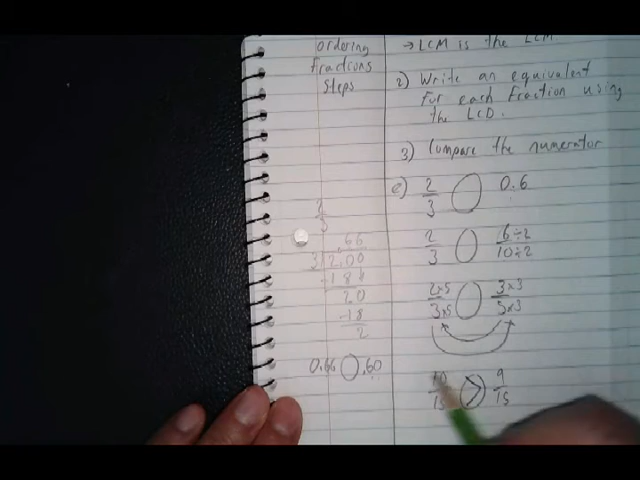 ordering
fractions
steps
→ LCM is the LCM
2) Write an equivalent
For each Fraction using
the LCD.
3) Compare the numerator
e) 2/3 ◯ 0.6
2/3 ◯ 6÷2/10÷2
2×5/3×5 ◯ 3×3/5×3
10/15 > 9/15
2/3
.66
3 2.00
-18
20
-18
2
0.66 ◯ .60